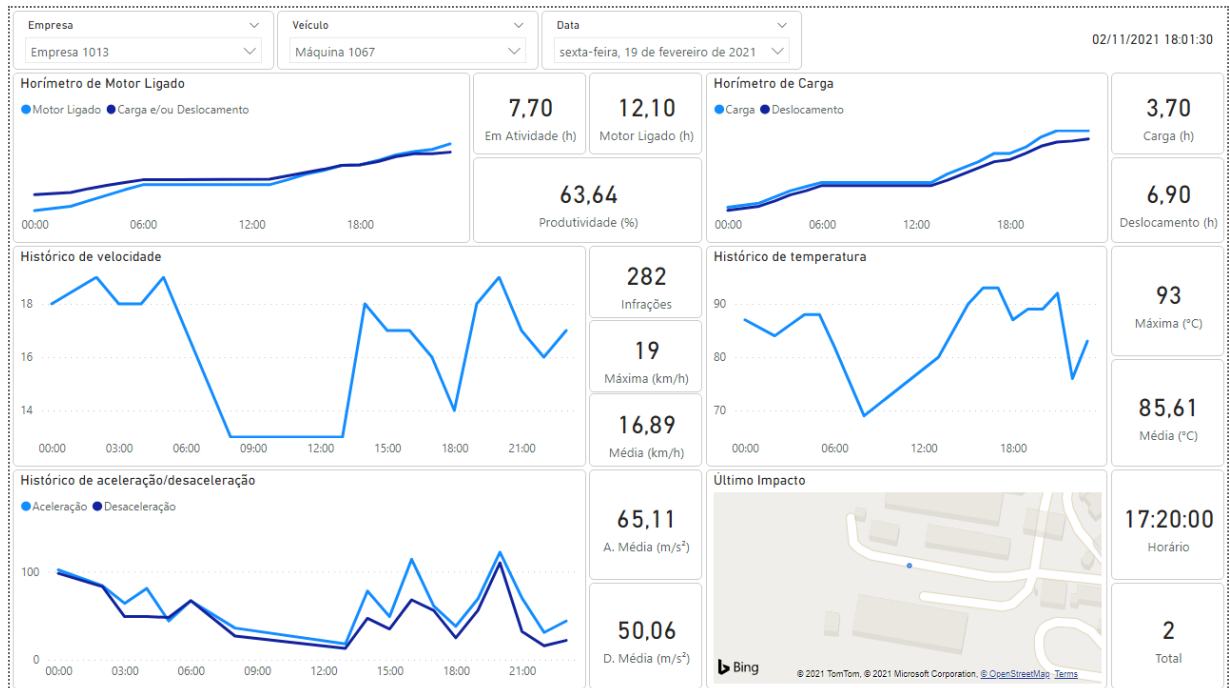 Empresa
Empresa 1013
Veículo
Máquina 1067
Data
sexta-feira, 19 de fevereiro de 2021
02/11/2021 18:01:30
Horímetro de Motor Ligado
Motor Ligado Carga e/ou Deslocamento
00:00 06:00 12:00 18:00
7,70
Em Atividade (h)
12,10
Motor Ligado (h)
63,64
Produtividade (%)
Horímetro de Carga
Carga Deslocamento
00:00 06:00 12:00 18:00
3,70
Carga (h)
6,90
Deslocamento (h)
Histórico de velocidade
18
16
14
00:00 03:00 06:00 09:00 12:00 15:00 18:00 21:00
282
Infrações
19
Máxima (km/h)
16,89
Média (km/h)
Histórico de temperatura
90
80
70
00:00 06:00 12:00 18:00
93
Máxima (°C)
85,61
Média (°C)
Histórico de aceleração/desaceleração
Aceleração Desaceleração
100
0
00:00 03:00 06:00 09:00 12:00 15:00 18:00 21:00
65,11
A. Média (m/s²)
50,06
D. Média (m/s²)
Último Impacto
Bing
© 2021 TomTom, © 2021 Microsoft Corporation, © OpenStreetMap Terms
17:20:00
Horário
2
Total